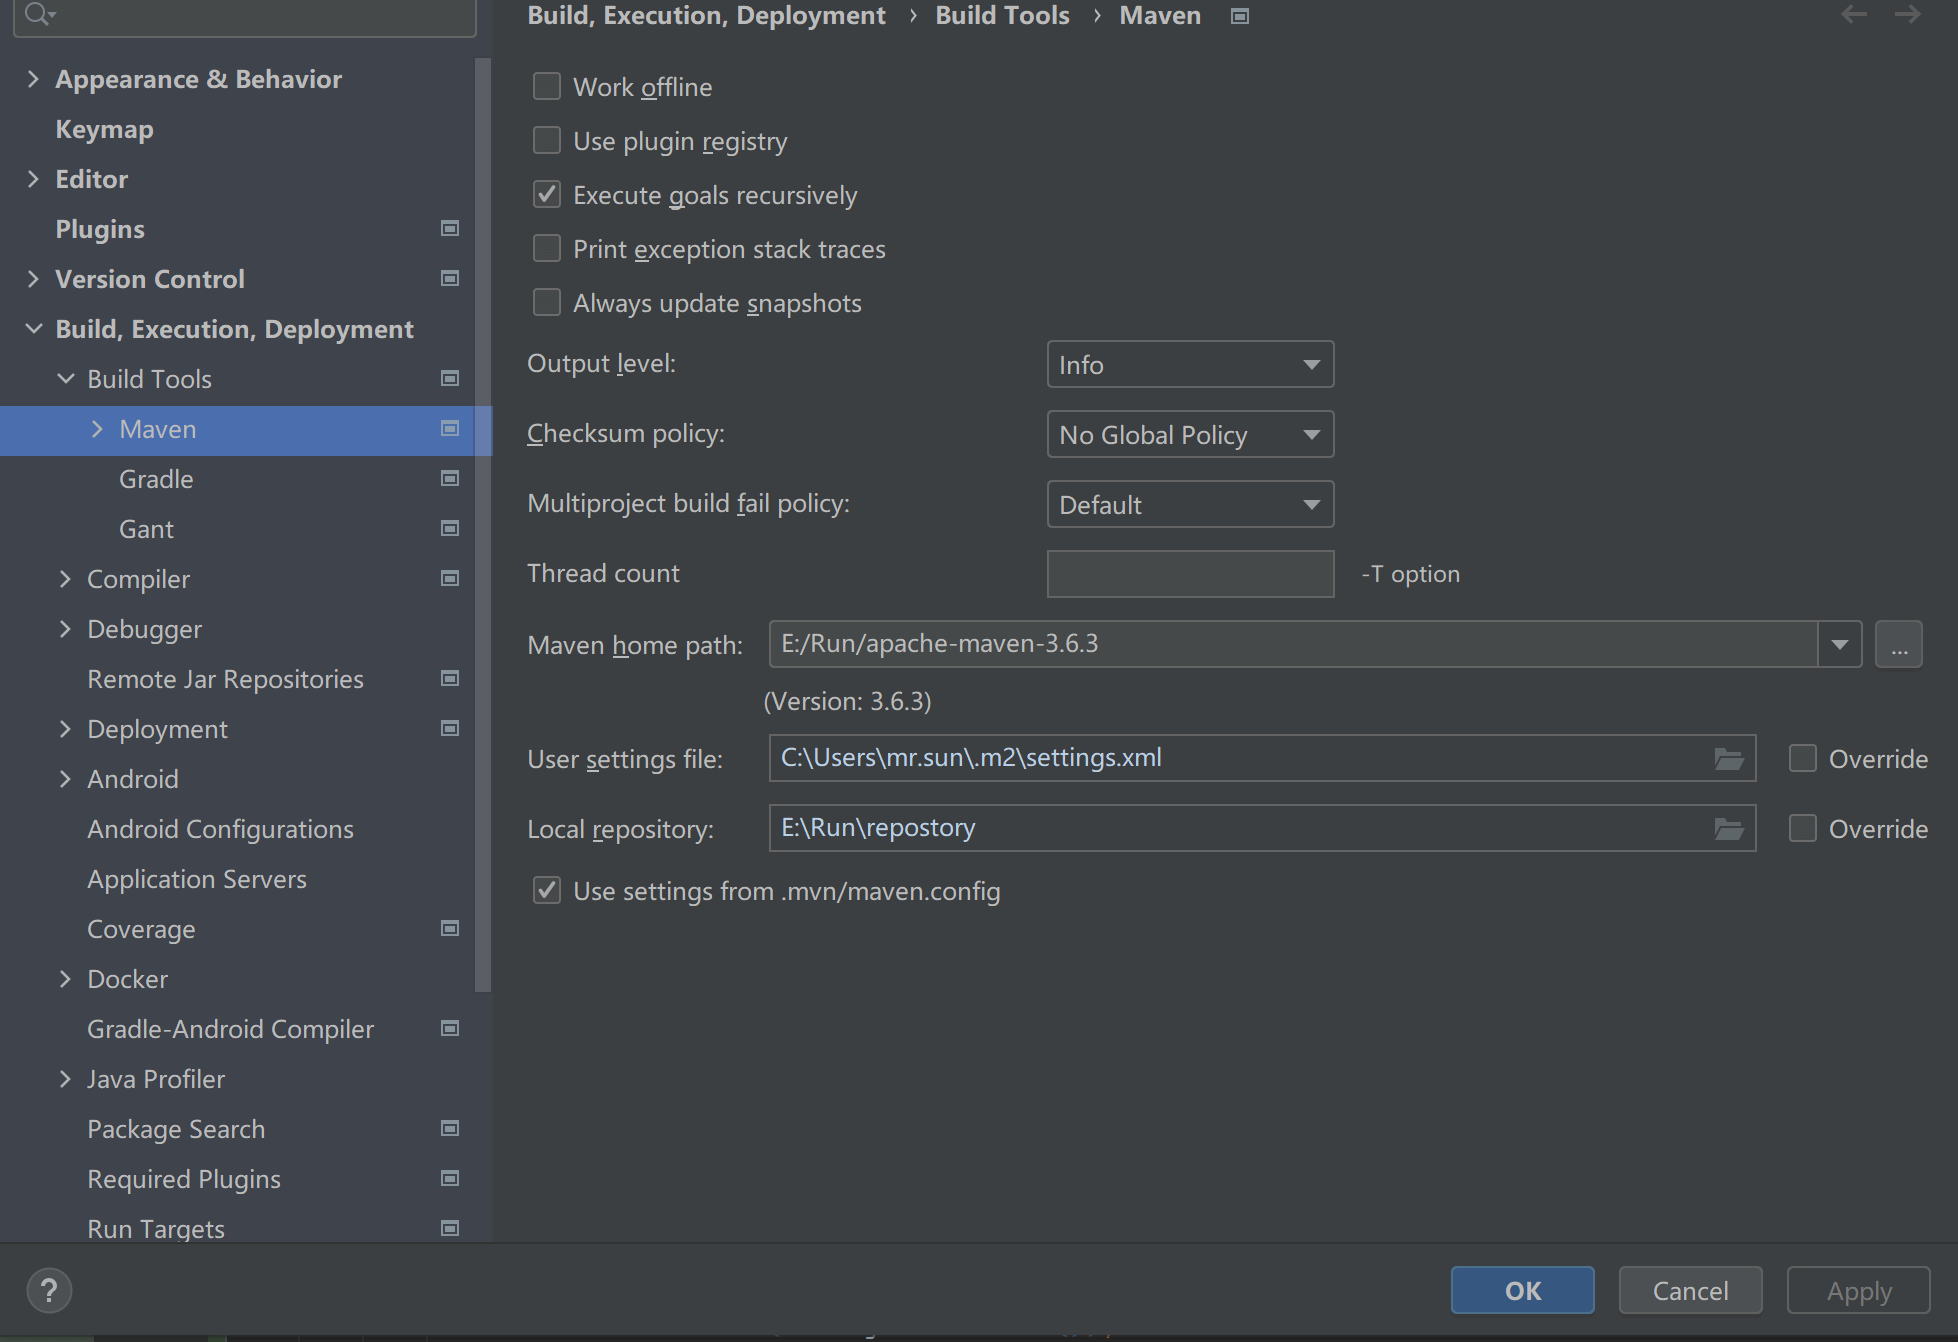 Build, Execution, Deployment › Build Tools › Maven
Appearance & Behavior
Keymap
Editor
Plugins
Version Control
Build, Execution, Deployment
Build Tools
Maven
Gradle
Gant
Compiler
Debugger
Remote Jar Repositories
Deployment
Android
Android Configurations
Application Servers
Coverage
Docker
Gradle-Android Compiler
Java Profiler
Package Search
Required Plugins
Run Targets
Work offline
Use plugin registry
Execute goals recursively
Print exception stack traces
Always update snapshots
Output level: Info
Checksum policy: No Global Policy
Multiproject build fail policy: Default
Thread count -T option
Maven home path: E:/Run/apache-maven-3.6.3 ...
(Version: 3.6.3)
User settings file: C:\Users\mr.sun\.m2\settings.xml Override
Local repository: E:\Run\repostory Override
Use settings from .mvn/maven.config
? OK Cancel Apply